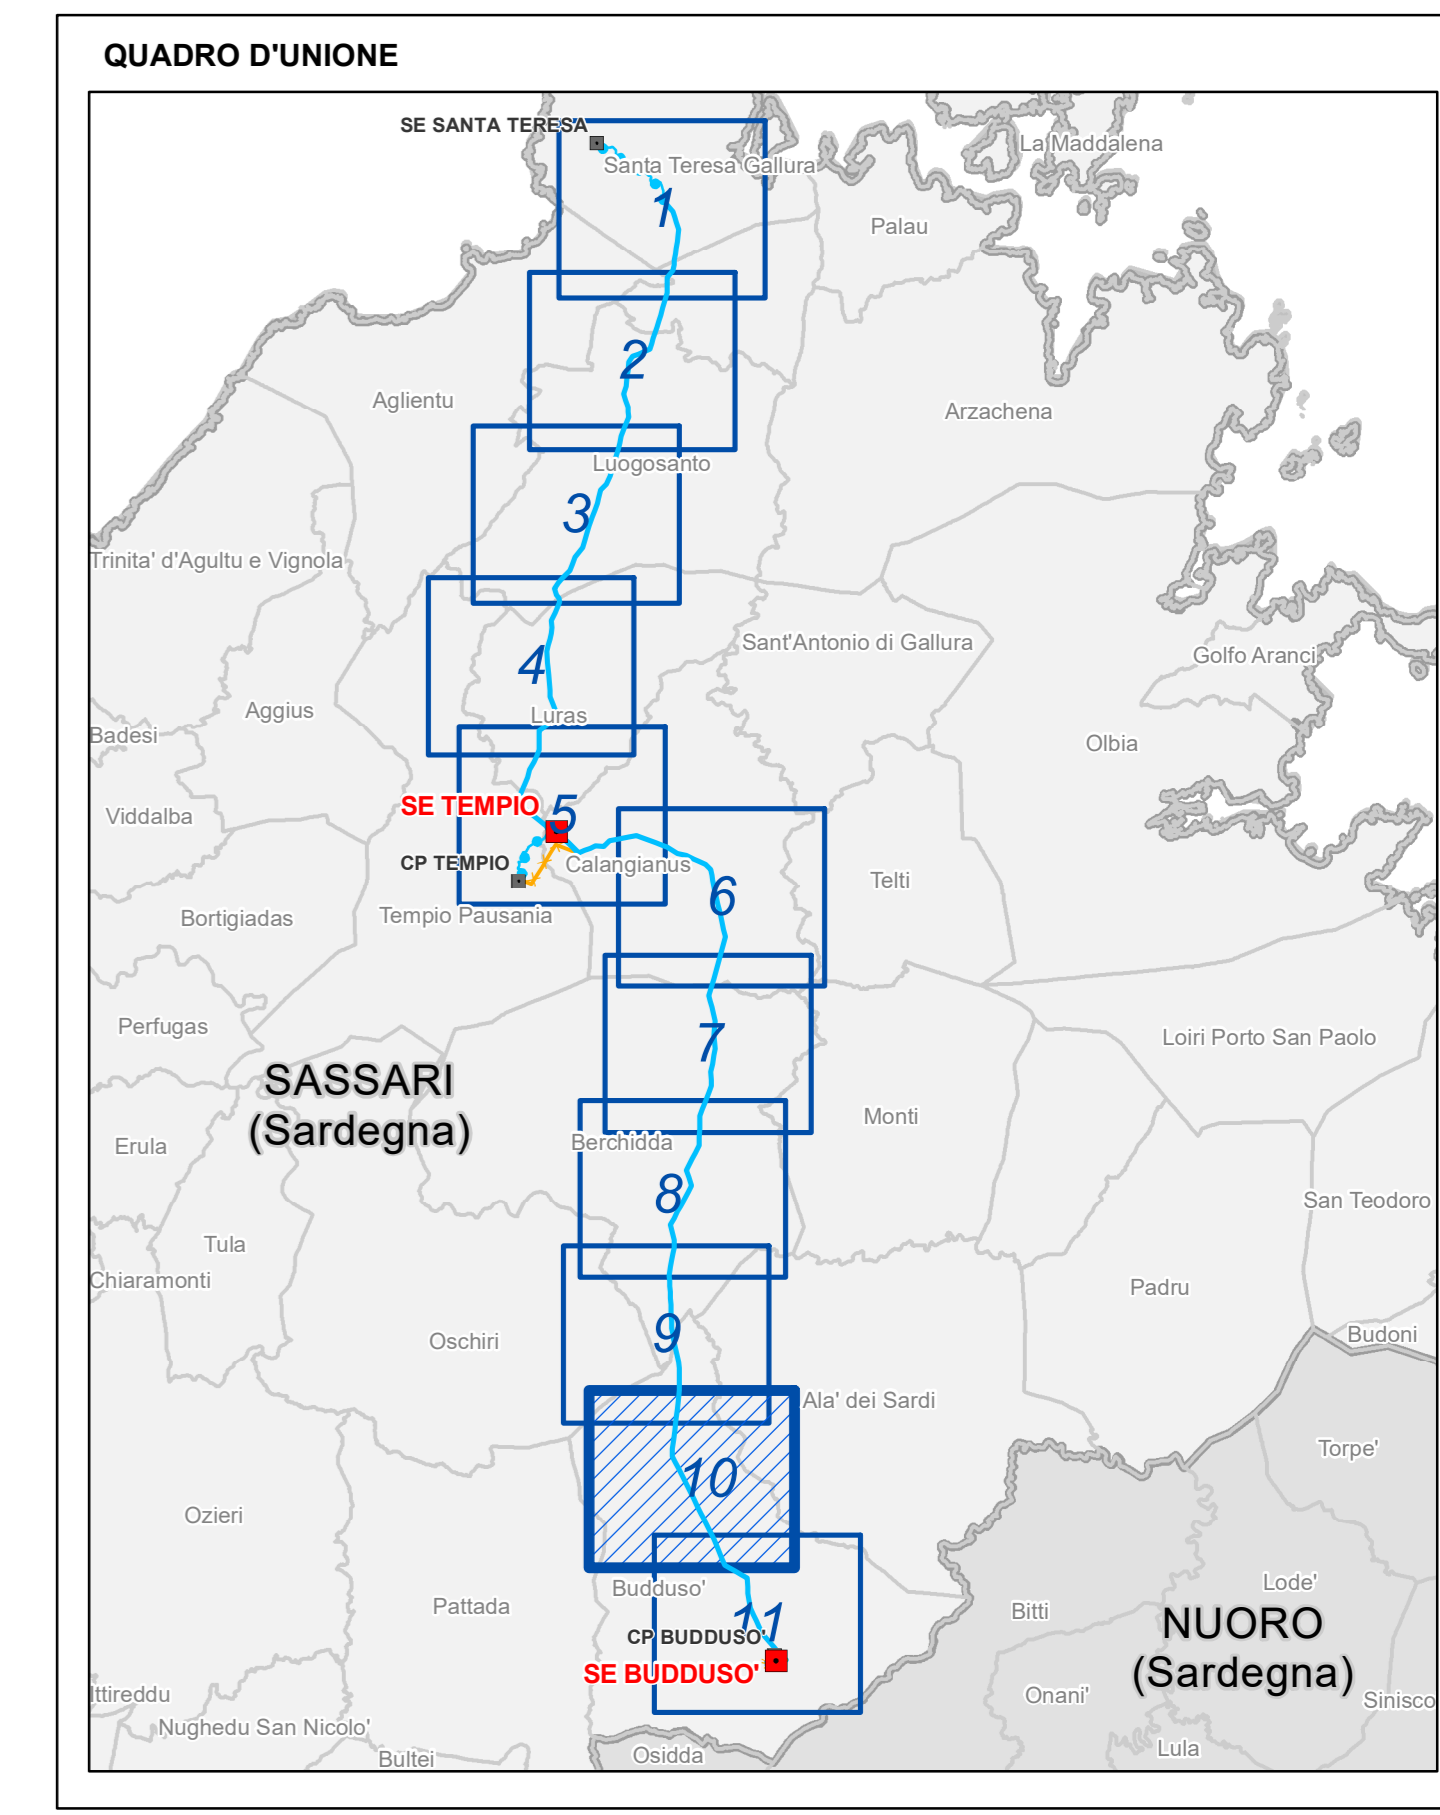 QUADRO D'UNIONE
SE SANTA TERESA
La Maddalena
Santa Teresa Gallura
1
Palau
2
Aglientu
Arzachena
Luogosanto
3
Trinita' d'Agultu e Vignola
Sant'Antonio di Gallura
Golfo Aranci
4
Aggius
Luras
Badesi
Olbia
SE TEMPIO
5
Viddalba
CP TEMPIO
Calangianus
Telti
6
Tempio Pausania
Bortigiadas
Perfugas
7
Loiri Porto San Paolo
SASSARI
(Sardegna)
Monti
Erula
Berchidda
8
San Teodoro
Tula
Chiaramonti
Padru
9
Oschiri
Budoni
Ala' dei Sardi
Torpe'
10
Ozieri
Budduso'
Lode'
Pattada
Bitti
11
NUORO
(Sardegna)
CP BUDDUSO'
SE BUDDUSO'
Ittireddu
Onani'
Sinisco
Nughedu San Nicolo'
Bultei
Osidda
Lula